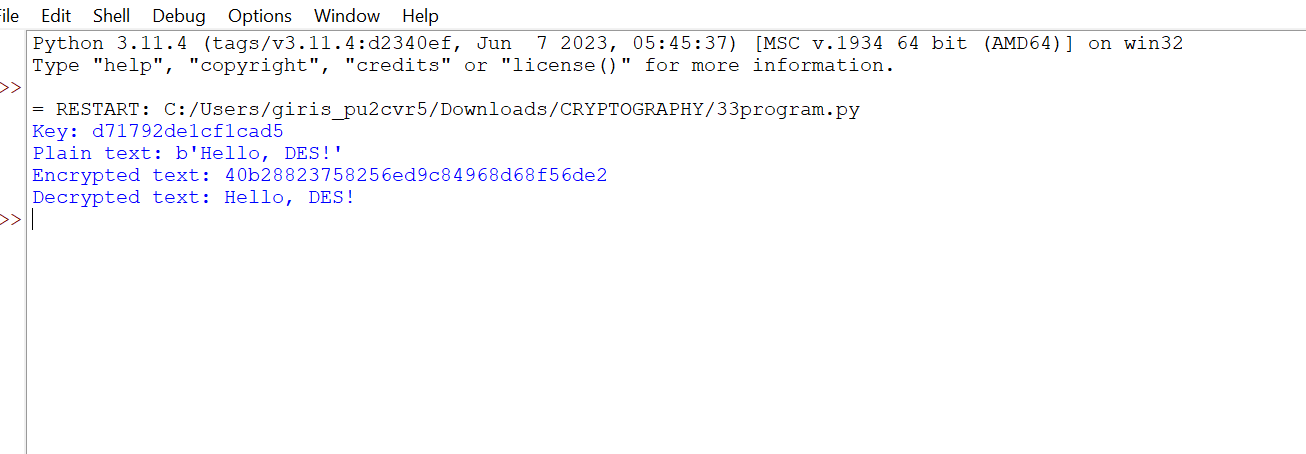 ile Edit Shell Debug Options Window Help
Python 3.11.4 (tags/v3.11.4:d2340ef, Jun  7 2023, 05:45:37) [MSC v.1934 64 bit (AMD64)] on win32
Type "help", "copyright", "credits" or "license()" for more information.
>>
= RESTART: C:/Users/giris_pu2cvr5/Downloads/CRYPTOGRAPHY/33program.py
Key: d71792de1cf1cad5
Plain text: b'Hello, DES!'
Encrypted text: 40b28823758256ed9c84968d68f56de2
Decrypted text: Hello, DES!
>>